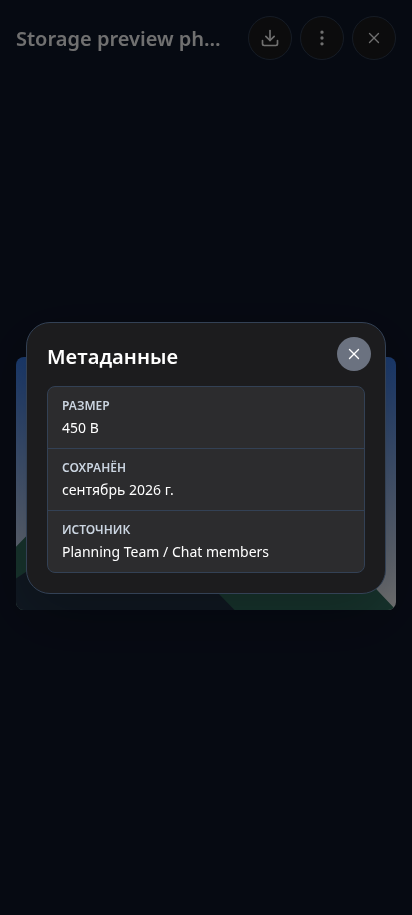 Storage preview ph...
Метаданные
РАЗМЕР
450 B
СОХРАНЁН
сентябрь 2026 г.
ИСТОЧНИК
Planning Team / Chat members